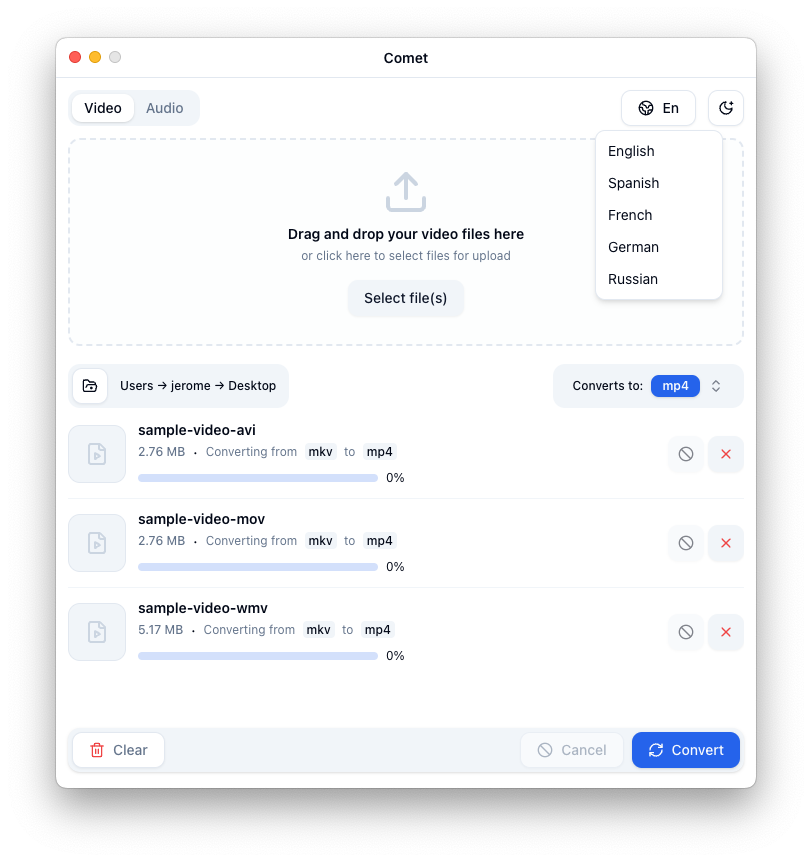 Comet
Video Audio En
English
Spanish
French
German
Russian
Drag and drop your video files here
or click here to select files for upload
Select file(s)
Users → jerome → Desktop Converts to: mp4
sample-video-avi
2.76 MB • Converting from mkv to mp4
0%
sample-video-mov
2.76 MB • Converting from mkv to mp4
0%
sample-video-wmv
5.17 MB • Converting from mkv to mp4
0%
Clear Cancel Convert